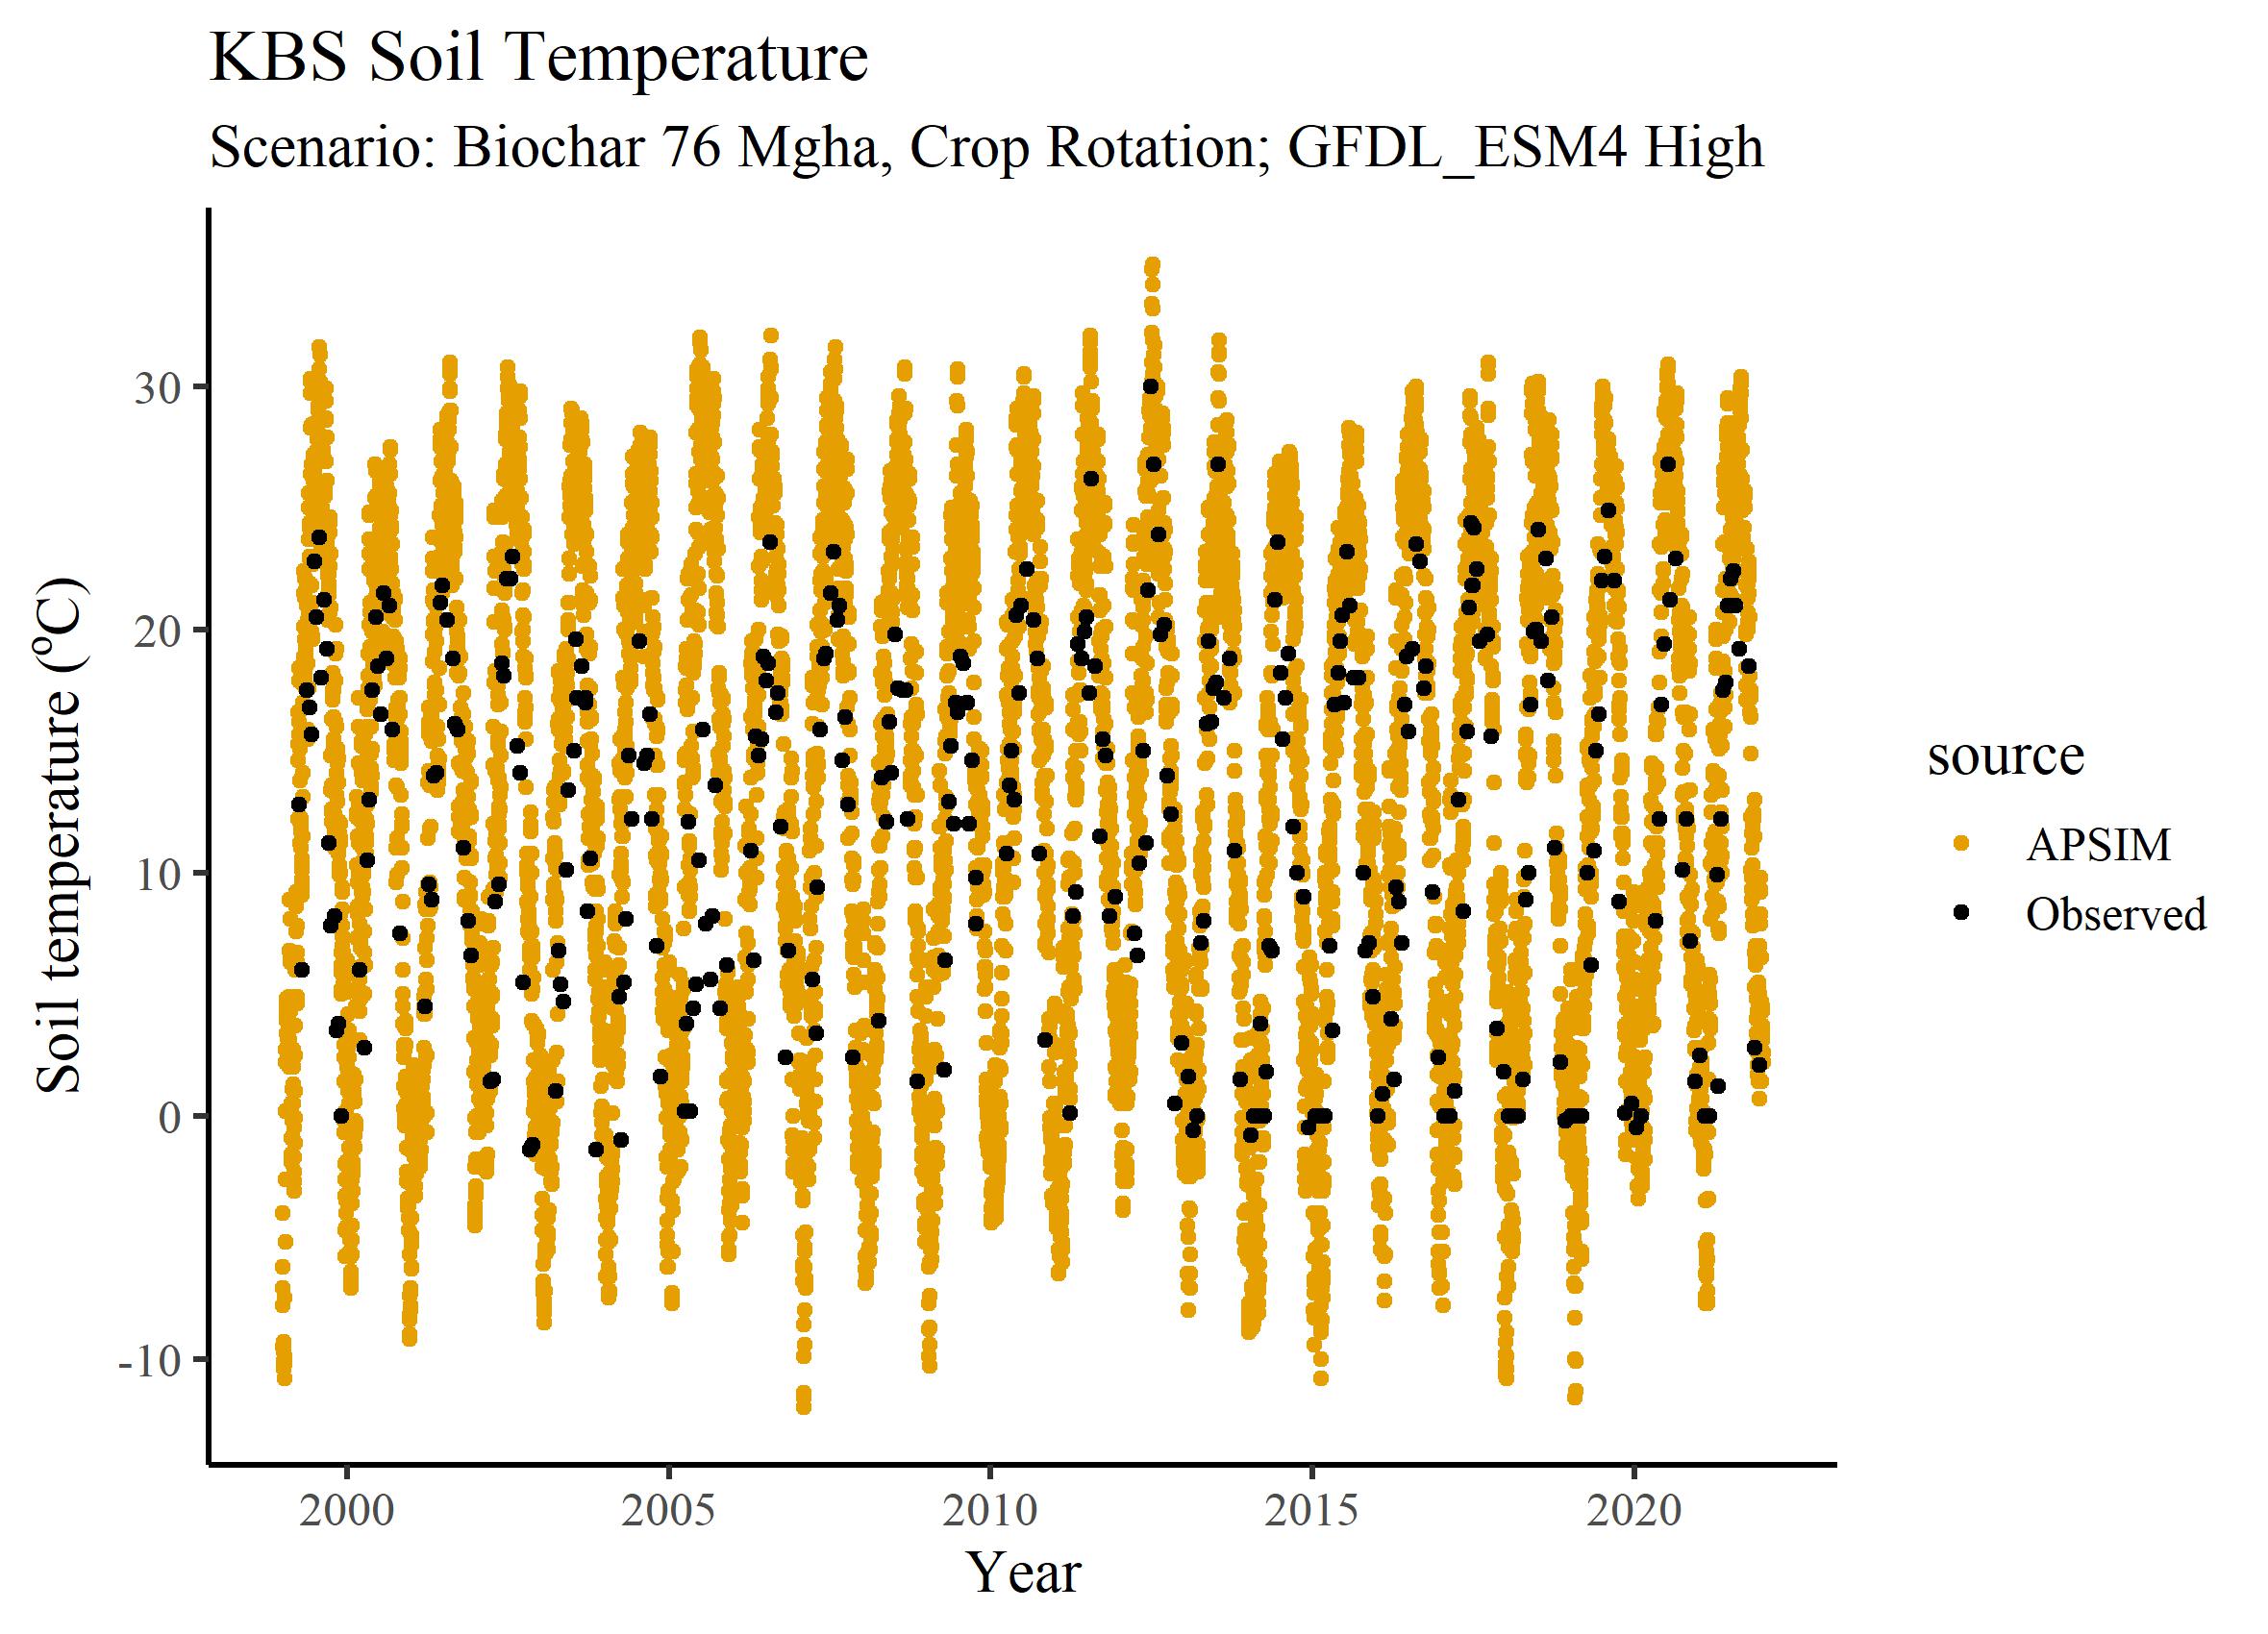 KBS Soil Temperature
Scenario: Biochar 76 Mgha, Crop Rotation; GFDL_ESM4 High
Soil temperature (ºC)
30
20
10
0
-10
2000 2005 2010 2015 2020
Year
source
APSIM
Observed